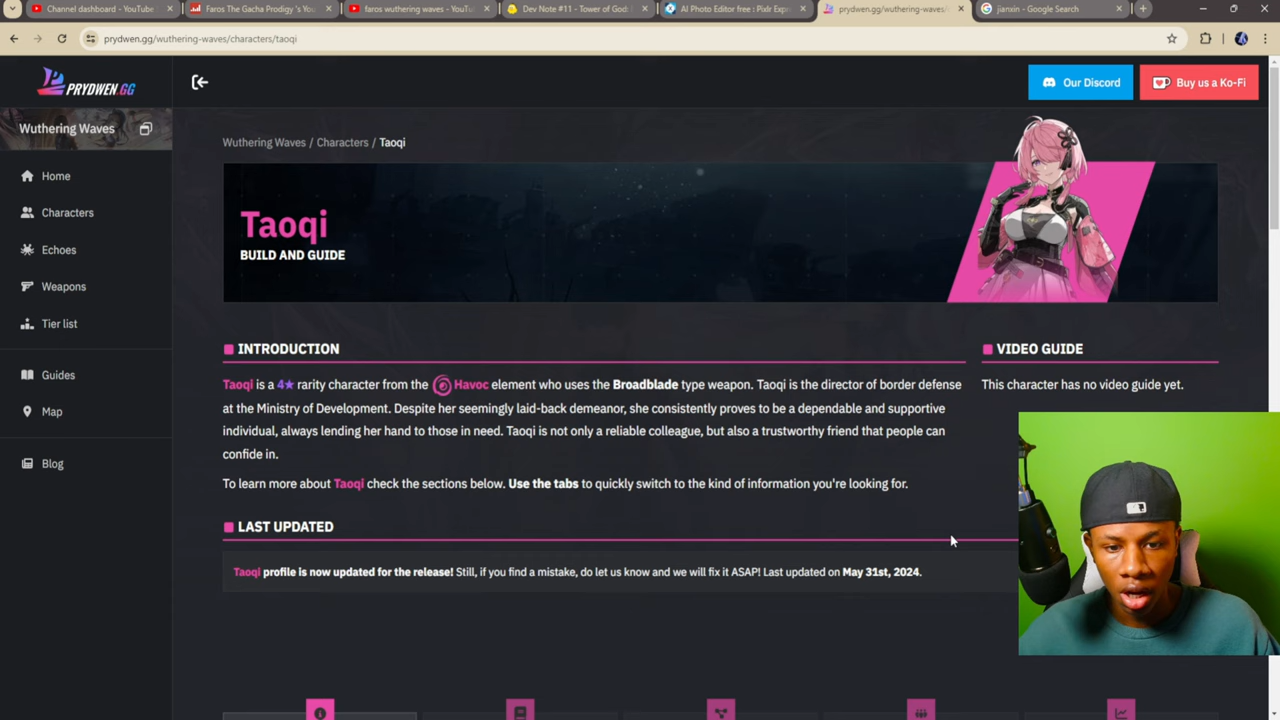 Channel dashboard - YouTube
Faros The Gacha Prodigy 's You
faros wuthering waves - YouTu
Dev Note #11 - Tower of God:
AI Photo Editor free : Pixlr Exp
prydwen.gg/wuthering-waves/
jianxin - Google Search
prydwen.gg/wuthering-waves/characters/taoqi
PRYDWEN.GG
Our Discord
Buy us a Ko-Fi
Wuthering Waves
Home
Characters
Echoes
Weapons
Tier list
Guides
Map
Blog
Wuthering Waves / Characters / Taoqi
Taoqi
BUILD AND GUIDE
INTRODUCTION
Taoqi is a 4★ rarity character from the Havoc element who uses the Broadblade type weapon. Taoqi is the director of border defense
at the Ministry of Development. Despite her seemingly laid-back demeanor, she consistently proves to be a dependable and supportive
individual, always lending her hand to those in need. Taoqi is not only a reliable colleague, but also a trustworthy friend that people can
confide in.
To learn more about Taoqi check the sections below. Use the tabs to quickly switch to the kind of information you're looking for.
VIDEO GUIDE
This character has no video guide yet.
LAST UPDATED
Taoqi profile is now updated for the release! Still, if you find a mistake, do let us know and we will fix it ASAP! Last updated on May 31st, 2024.